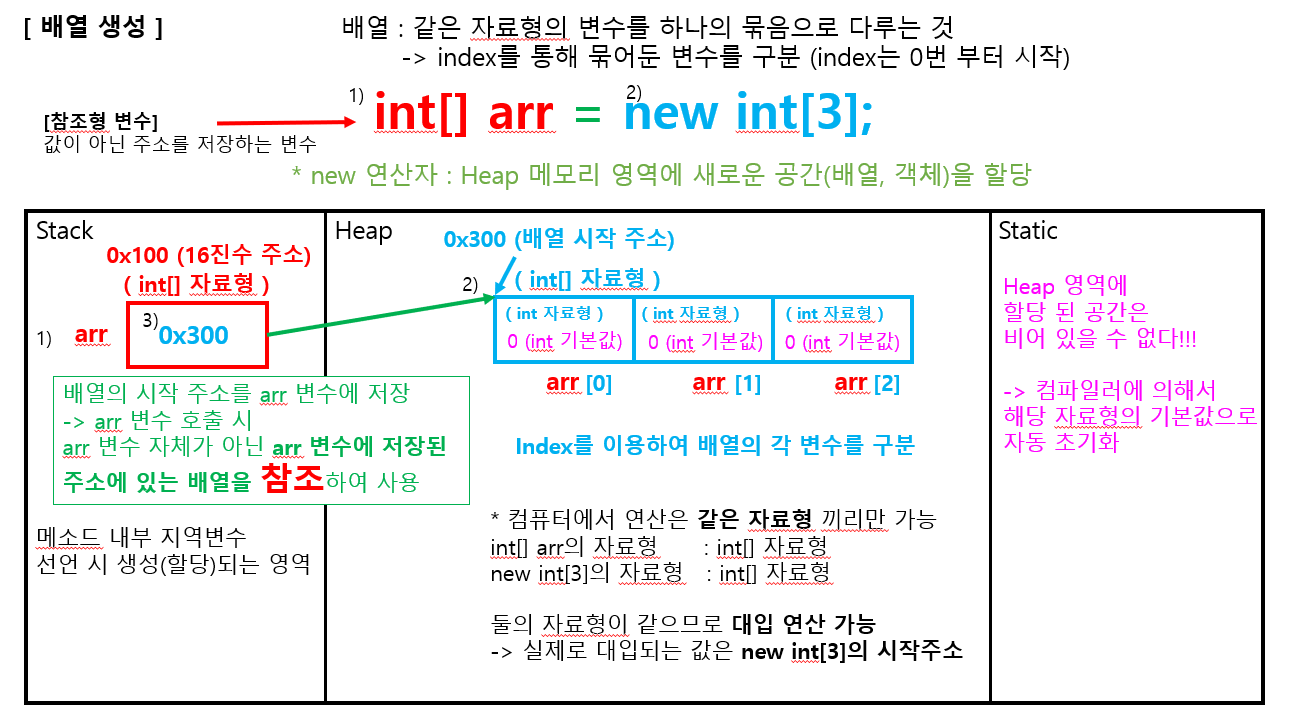 [ 배열 생성 ]
배열 : 같은 자료형의 변수를 하나의 묶음으로 다루는 것
-> index를 통해 묶어둔 변수를 구분 (index는 0번 부터 시작)
1) int[] arr = 2) new int[3];
[참조형 변수]
값이 아닌 주소를 저장하는 변수
* new 연산자 : Heap 메모리 영역에 새로운 공간(배열, 객체)을 할당
Stack
0x100 (16진수 주소)
( int[] 자료형 )
1) arr
3) 0x300
배열의 시작 주소를 arr 변수에 저장
-> arr 변수 호출 시
arr 변수 자체가 아닌 arr 변수에 저장된
주소에 있는 배열을 참조하여 사용
메소드 내부 지역변수
선언 시 생성(할당)되는 영역
Heap
0x300 (배열 시작 주소)
2) ( int[] 자료형 )
( int 자료형 ) ( int 자료형 ) ( int 자료형 )
0 (int 기본값) 0 (int 기본값) 0 (int 기본값)
arr [0] arr [1] arr [2]
Index를 이용하여 배열의 각 변수를 구분
* 컴퓨터에서 연산은 같은 자료형 끼리만 가능
int[] arr의 자료형 : int[] 자료형
new int[3]의 자료형 : int[] 자료형
둘의 자료형이 같으므로 대입 연산 가능
-> 실제로 대입되는 값은 new int[3]의 시작주소
Static
Heap 영역에
할당 된 공간은
비어 있을 수 없다!!!
-> 컴파일러에 의해서
해당 자료형의 기본값으로
자동 초기화